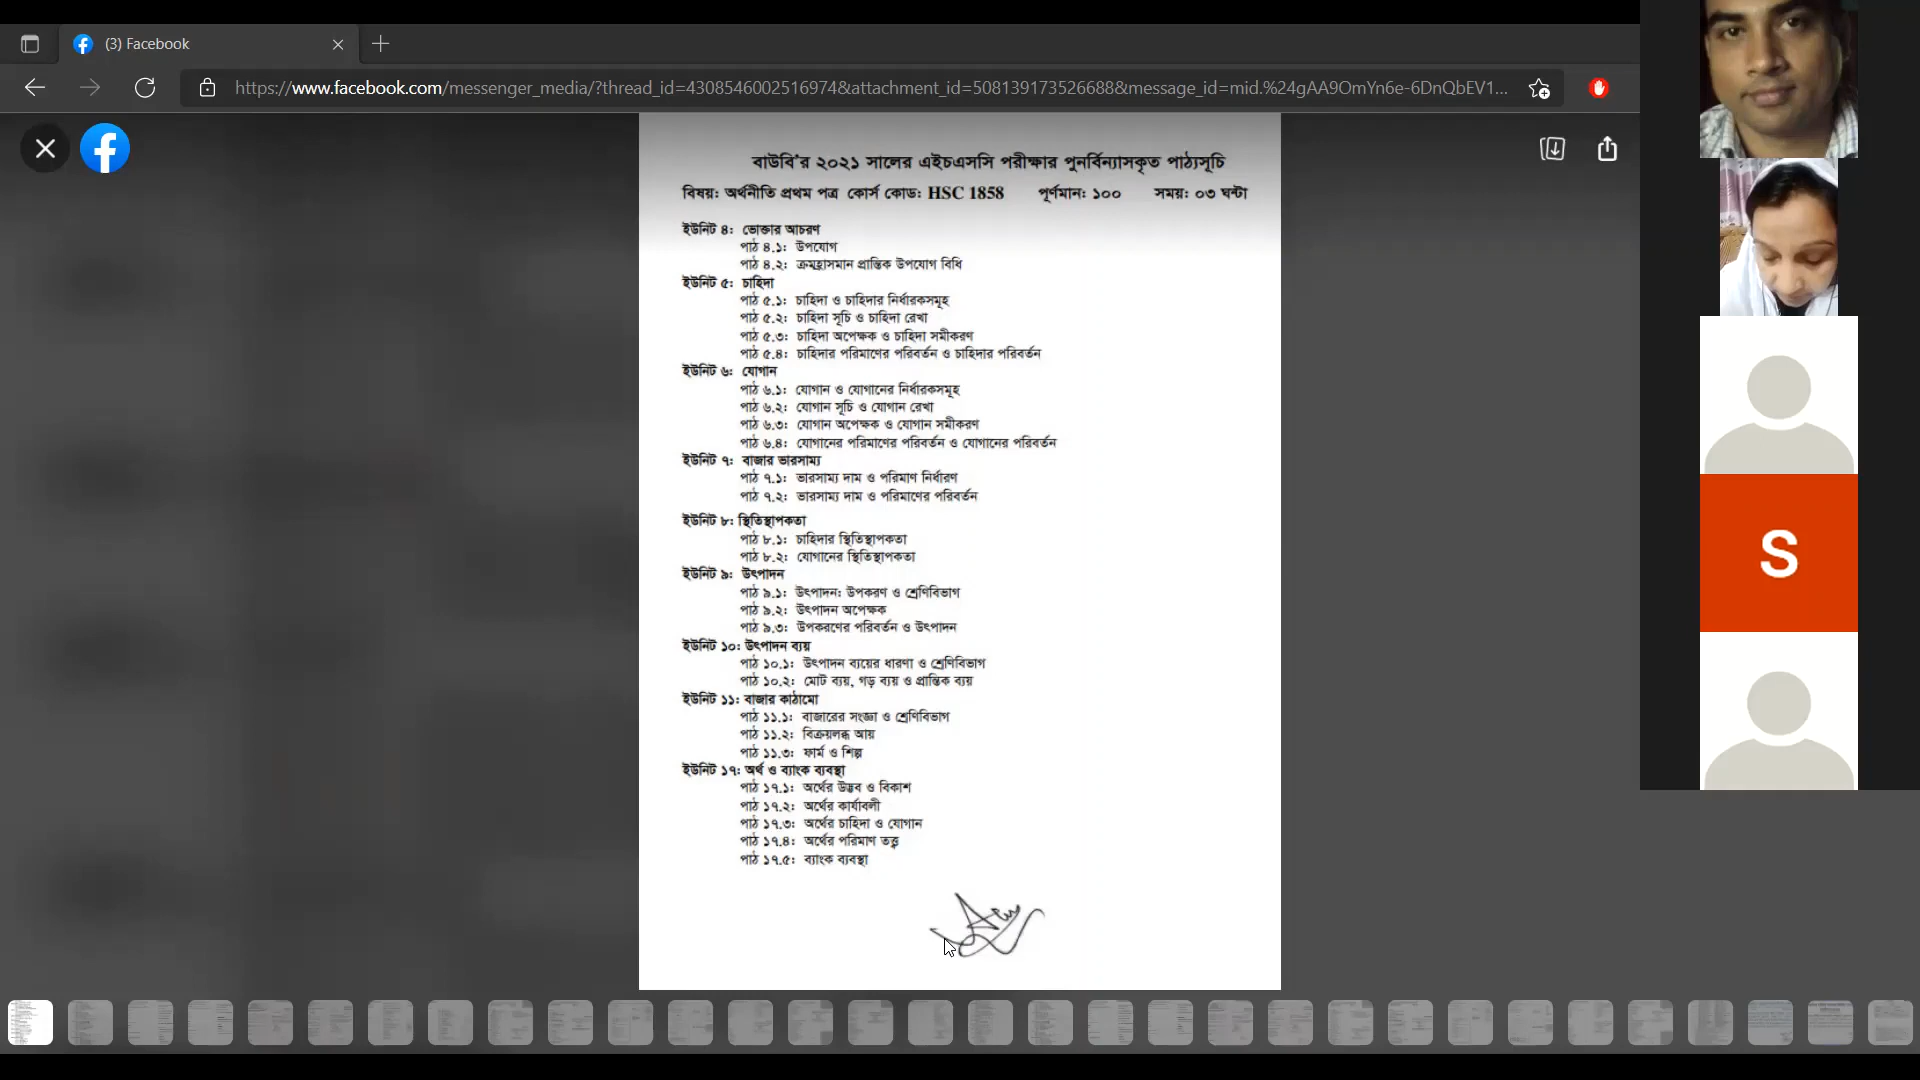 (3) Facebook
https://www.facebook.com/messenger_media/?thread_id=4308546002516974&attachment_id=508139173526688&message_id=mid.%24gAA9OmYn6e-6DnQbEV1...
বাউবি'র ২০২১ সালের এইচএসসি পরীক্ষার পুনর্বিন্যাসকৃত পাঠ্যসূচি
বিষয়: অর্থনীতি প্রথম পত্র কোর্স কোড: HSC 1858 পূর্ণমান: ১০০ সময়: ০৩ ঘন্টা
ইউনিট ৪: ভোক্তার আচরণ
পাঠ ৪.১: উপযোগ
পাঠ ৪.২: ক্রমহ্রাসমান প্রান্তিক উপযোগ বিধি
ইউনিট ৫: চাহিদা
পাঠ ৫.১: চাহিদা ও চাহিদার নির্ধারকসমূহ
পাঠ ৫.২: চাহিদা সূচি ও চাহিদা রেখা
পাঠ ৫.৩: চাহিদা অপেক্ষক ও চাহিদা সমীকরণ
পাঠ ৫.৪: চাহিদার পরিমাণের পরিবর্তন ও চাহিদার পরিবর্তন
ইউনিট ৬: যোগান
পাঠ ৬.১: যোগান ও যোগানের নির্ধারকসমূহ
পাঠ ৬.২: যোগান সূচি ও যোগান রেখা
পাঠ ৬.৩: যোগান অপেক্ষক ও যোগান সমীকরণ
পাঠ ৬.৪: যোগানের পরিমাণের পরিবর্তন ও যোগানের পরিবর্তন
ইউনিট ৭: বাজার ভারসাম্য
পাঠ ৭.১: ভারসাম্য দাম ও পরিমাণ নির্ধারণ
পাঠ ৭.২: ভারসাম্য দাম ও পরিমাণের পরিবর্তন
ইউনিট ৮: স্থিতিস্থাপকতা
পাঠ ৮.১: চাহিদার স্থিতিস্থাপকতা
পাঠ ৮.২: যোগানের স্থিতিস্থাপকতা
ইউনিট ৯: উৎপাদন
পাঠ ৯.১: উৎপাদন: উপকরণ ও শ্রেণিবিভাগ
পাঠ ৯.২: উৎপাদন অপেক্ষক
পাঠ ৯.৩: উপকরণের পরিবর্তন ও উৎপাদন
ইউনিট ১০: উৎপাদন ব্যয়
পাঠ ১০.১: উৎপাদন ব্যয়ের ধারণা ও শ্রেণিবিভাগ
পাঠ ১০.২: মোট ব্যয়, গড় ব্যয় ও প্রান্তিক ব্যয়
ইউনিট ১১: বাজার কাঠামো
পাঠ ১১.১: বাজারের সংজ্ঞা ও শ্রেণিবিভাগ
পাঠ ১১.২: বিক্রয়লব্ধ আয়
পাঠ ১১.৩: ফার্ম ও শিল্প
ইউনিট ১৭: অর্থ ও ব্যাংক ব্যবস্থা
পাঠ ১৭.১: অর্থের উদ্ভব ও বিকাশ
পাঠ ১৭.২: অর্থের কার্যাবলী
পাঠ ১৭.৩: অর্থের চাহিদা ও যোগান
পাঠ ১৭.৪: অর্থের পরিমাণ তত্ত্ব
পাঠ ১৭.৫: ব্যাংক ব্যবস্থা
S